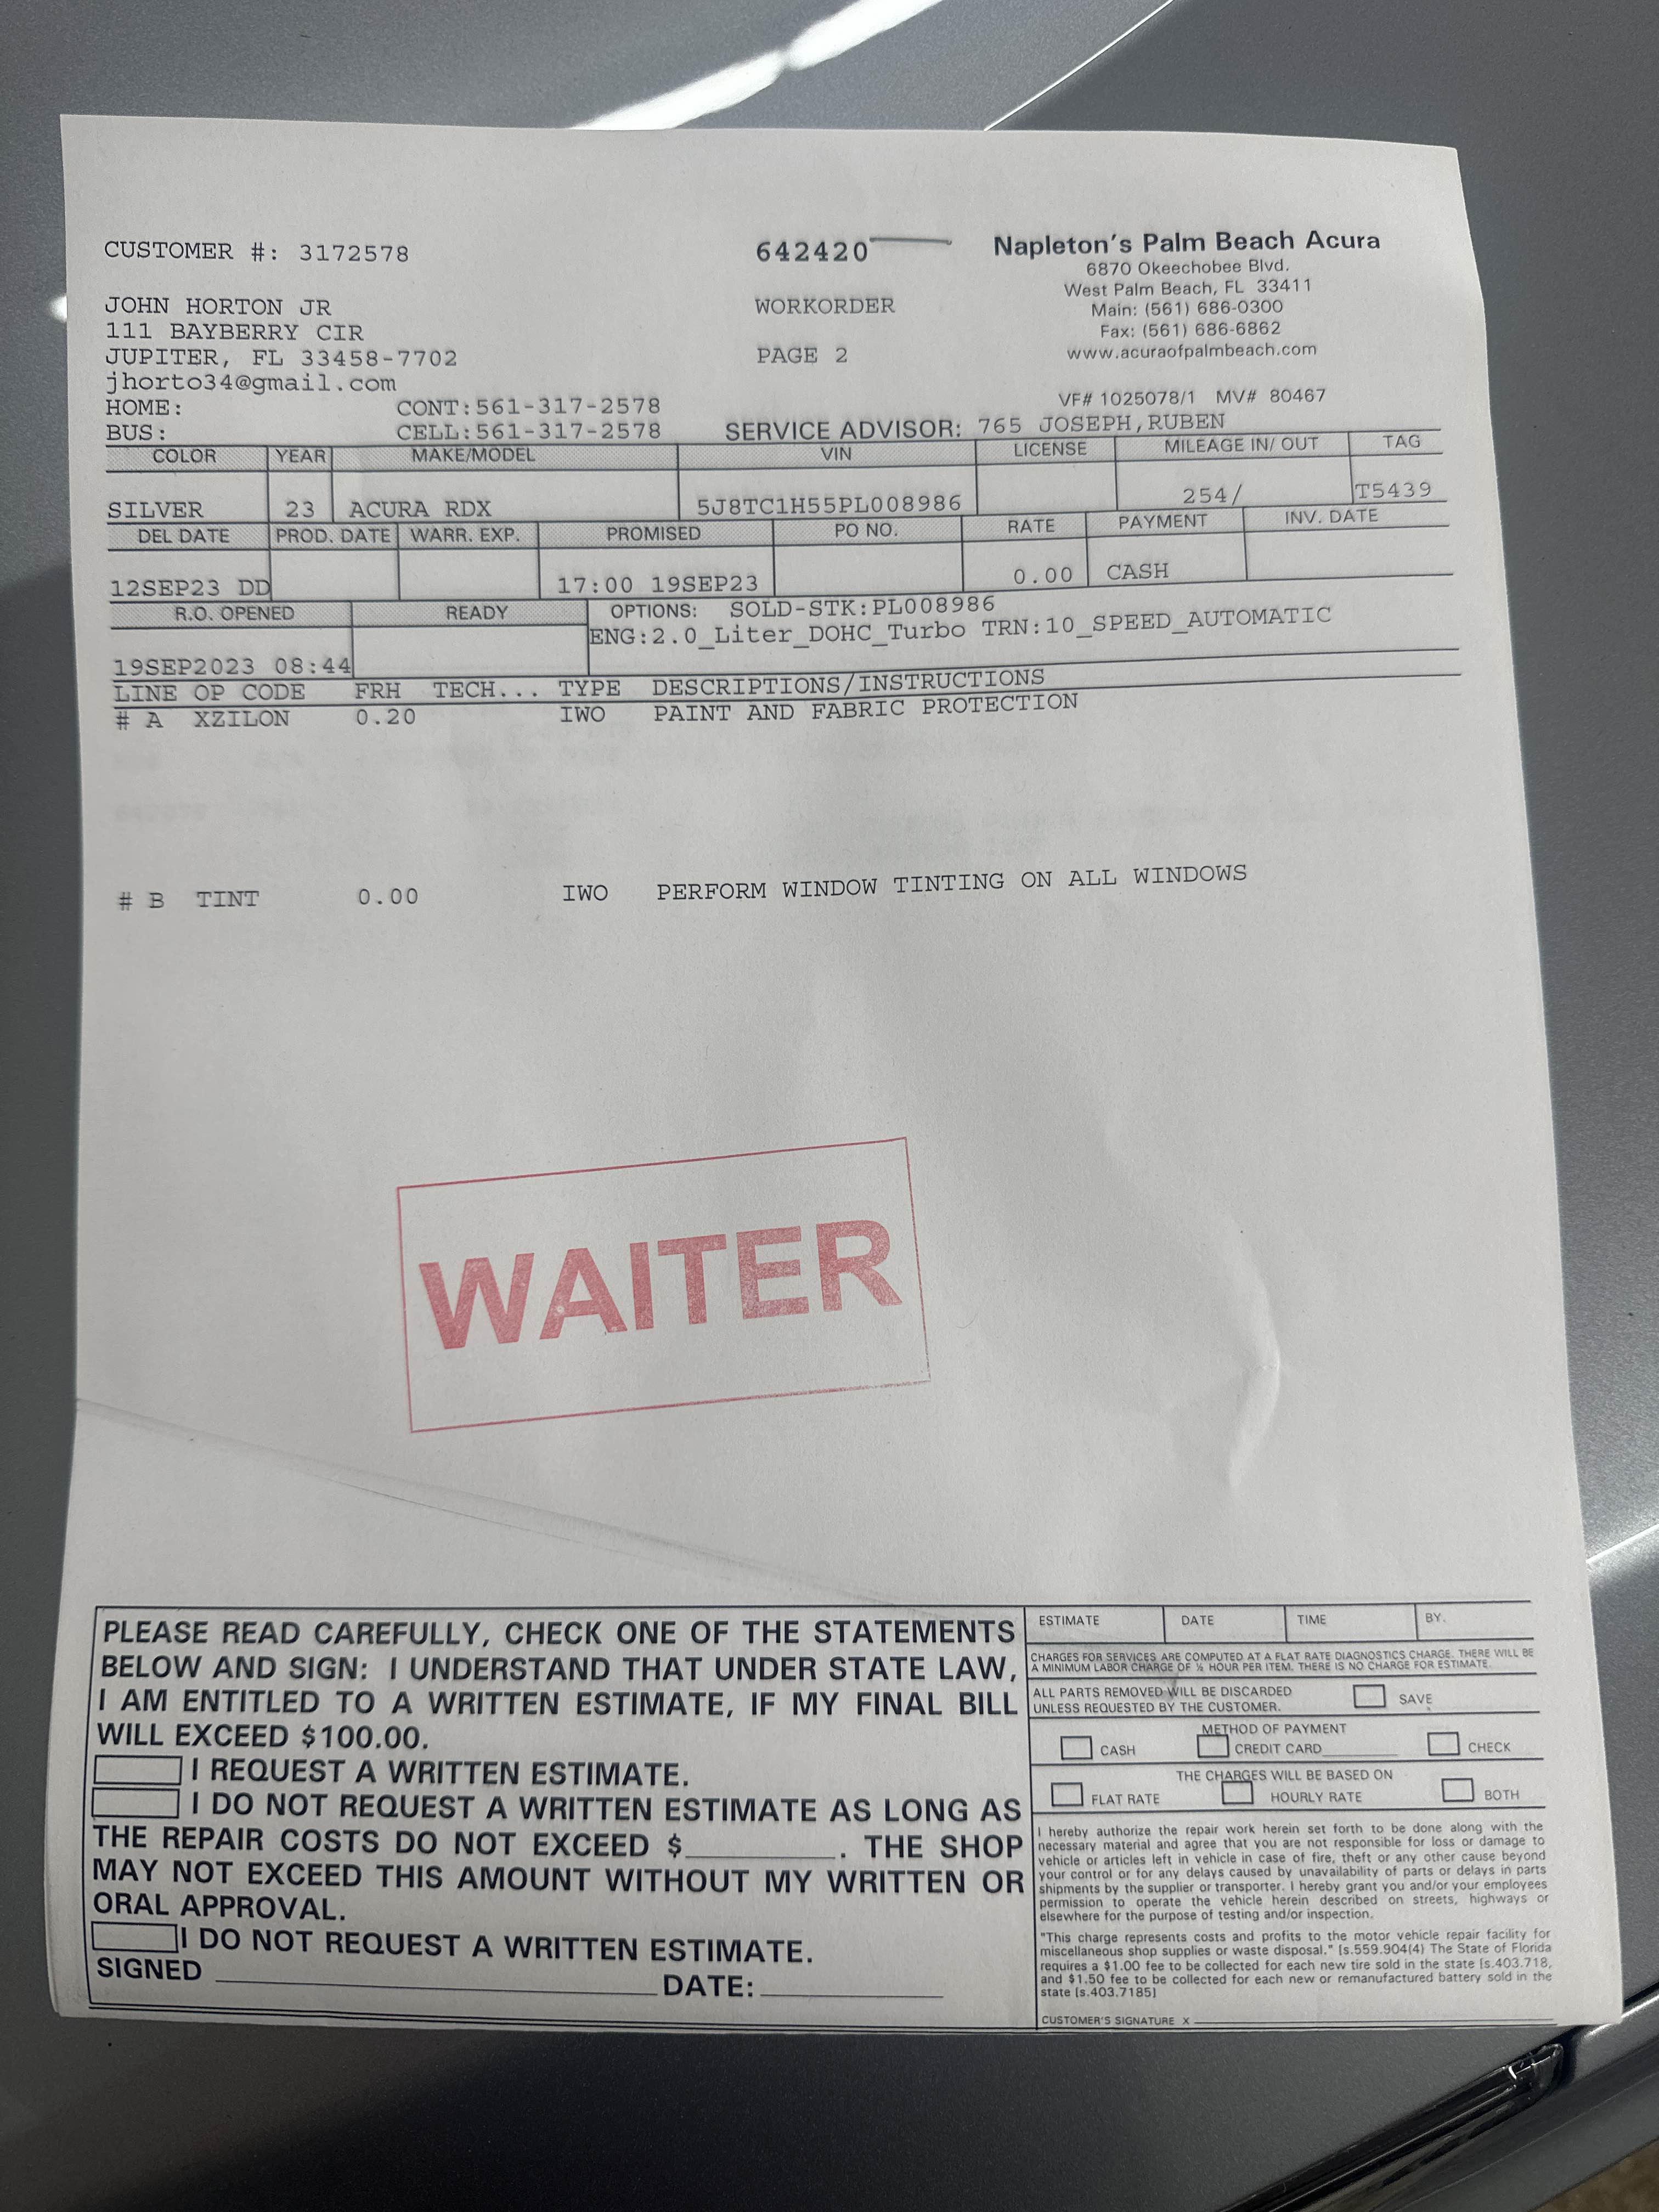 CUSTOMER #: 3172578
642420
Napleton's Palm Beach Acura
6870 Okeechobee Blvd.
West Palm Beach, FL 33411
Main: (561) 686-0300
Fax: (561) 686-6862
www.acuraofpalmbeach.com
JOHN HORTON JR
111 BAYBERRY CIR
JUPITER, FL 33458-7702
jhorto34@gmail.com
WORKORDER
PAGE 2
VF# 1025078/1 MV# 80467
HOME: CONT:561-317-2578
BUS: CELL:561-317-2578
SERVICE ADVISOR: 765 JOSEPH,RUBEN
COLOR YEAR MAKE/MODEL VIN LICENSE MILEAGE IN/ OUT TAG
SILVER 23 ACURA RDX 5J8TC1H55PL008986 254/ T5439
DEL DATE PROD. DATE WARR. EXP. PROMISED PO NO. RATE PAYMENT INV. DATE
12SEP23 DD 17:00 19SEP23 0.00 CASH
R.O. OPENED READY OPTIONS: SOLD-STK:PL008986
ENG:2.0_Liter_DOHC_Turbo TRN:10_SPEED_AUTOMATIC
19SEP2023 08:44
LINE OP CODE FRH TECH... TYPE DESCRIPTIONS/INSTRUCTIONS
# A XZILON 0.20 IWO PAINT AND FABRIC PROTECTION
# B TINT 0.00 IWO PERFORM WINDOW TINTING ON ALL WINDOWS
WAITER
PLEASE READ CAREFULLY, CHECK ONE OF THE STATEMENTS
BELOW AND SIGN: I UNDERSTAND THAT UNDER STATE LAW,
I AM ENTITLED TO A WRITTEN ESTIMATE, IF MY FINAL BILL
WILL EXCEED $100.00.
I REQUEST A WRITTEN ESTIMATE.
I DO NOT REQUEST A WRITTEN ESTIMATE AS LONG AS
THE REPAIR COSTS DO NOT EXCEED $________. THE SHOP
MAY NOT EXCEED THIS AMOUNT WITHOUT MY WRITTEN OR
ORAL APPROVAL.
I DO NOT REQUEST A WRITTEN ESTIMATE.
SIGNED ________ DATE: ________
ESTIMATE DATE TIME BY.
CHARGES FOR SERVICES ARE COMPUTED AT A FLAT RATE DIAGNOSTICS CHARGE. THERE WILL BE
A MINIMUM LABOR CHARGE OF ½ HOUR PER ITEM. THERE IS NO CHARGE FOR ESTIMATE.
ALL PARTS REMOVED WILL BE DISCARDED
UNLESS REQUESTED BY THE CUSTOMER.
SAVE
METHOD OF PAYMENT
CASH CREDIT CARD________ CHECK
THE CHARGES WILL BE BASED ON
FLAT RATE HOURLY RATE BOTH
I hereby authorize the repair work herein set forth to be done along with the
necessary material and agree that you are not responsible for loss or damage to
vehicle or articles left in vehicle in case of fire, theft or any other cause beyond
your control or for any delays caused by unavailability of parts or delays in parts
shipments by the supplier or transporter. I hereby grant you and/or your employees
permission to operate the vehicle herein described on streets, highways or
elsewhere for the purpose of testing and/or inspection.
"This charge represents costs and profits to the motor vehicle repair facility for
miscellaneous shop supplies or waste disposal." [s.559.904(4) The State of Florida
requires a $1.00 fee to be collected for each new tire sold in the state [s.403.718,
and $1.50 fee to be collected for each new or remanufactured battery sold in the
state [s.403.7185]
CUSTOMER'S SIGNATURE X ________